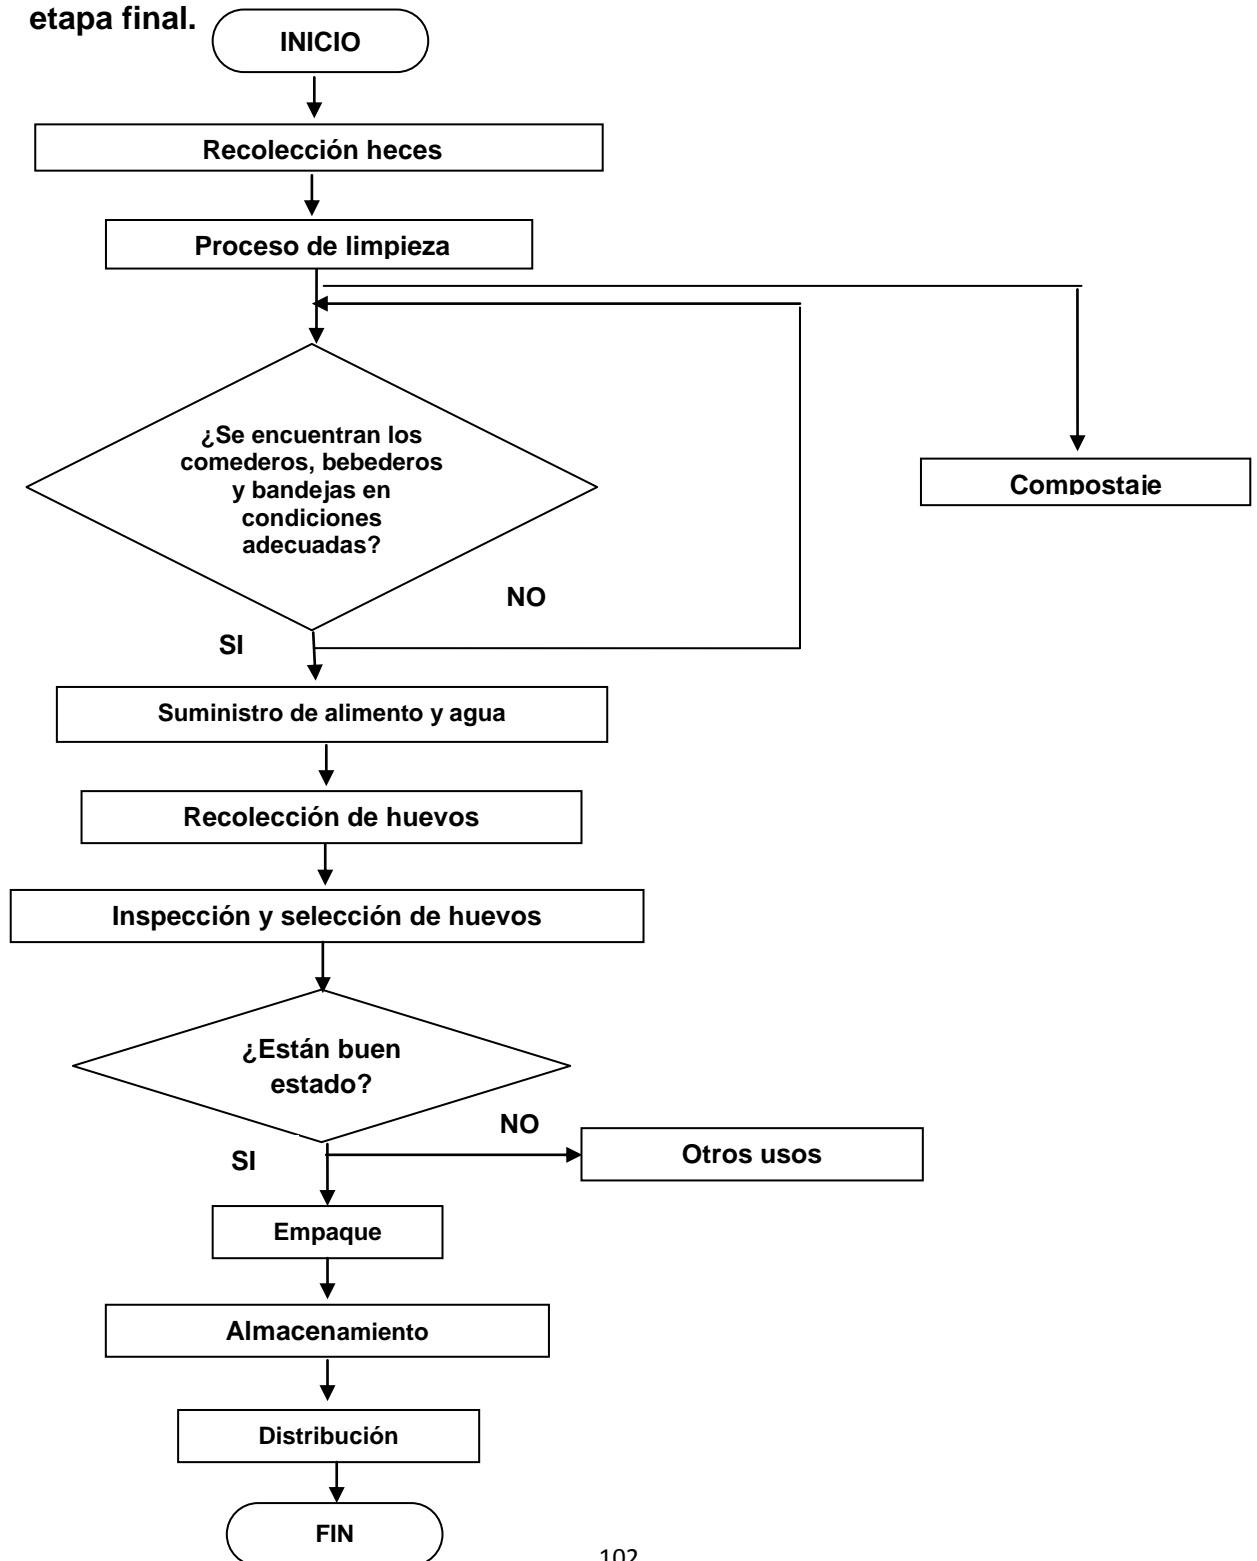 etapa final.
INICIO
Recolección heces
Proceso de limpieza
¿Se encuentran los
comederos, bebederos
y bandejas en
condiciones
adecuadas?
Compostaje
NO
SI
Suministro de alimento y agua
Recolección de huevos
Inspección y selección de huevos
¿Están buen
estado?
NO
SI
Otros usos
Empaque
Almacenamiento
Distribución
FIN
102